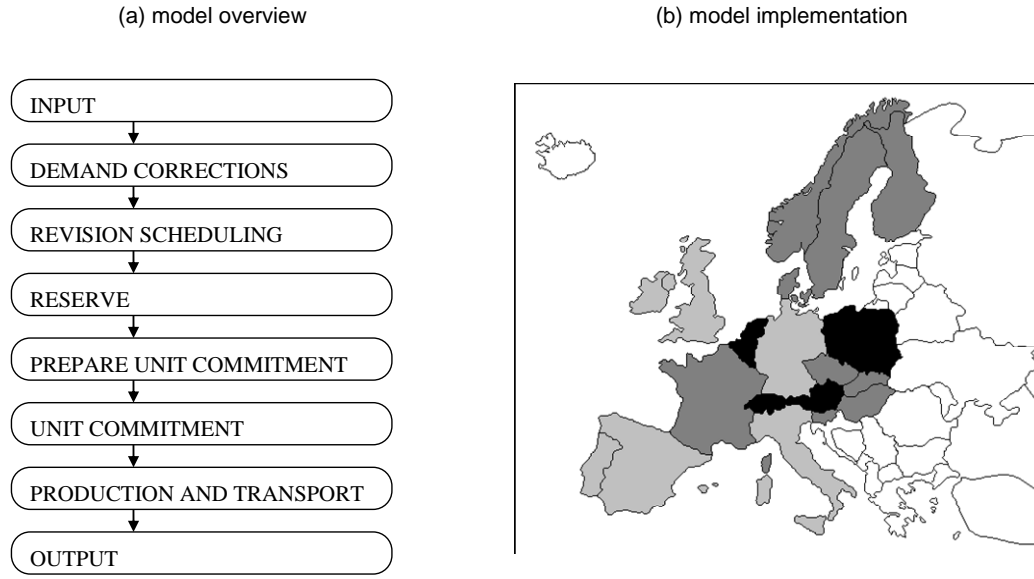 (a) model overview
(b) model implementation
INPUT
DEMAND CORRECTIONS
REVISION SCHEDULING
RESERVE
PREPARE UNIT COMMITMENT
UNIT COMMITMENT
PRODUCTION AND TRANSPORT
OUTPUT